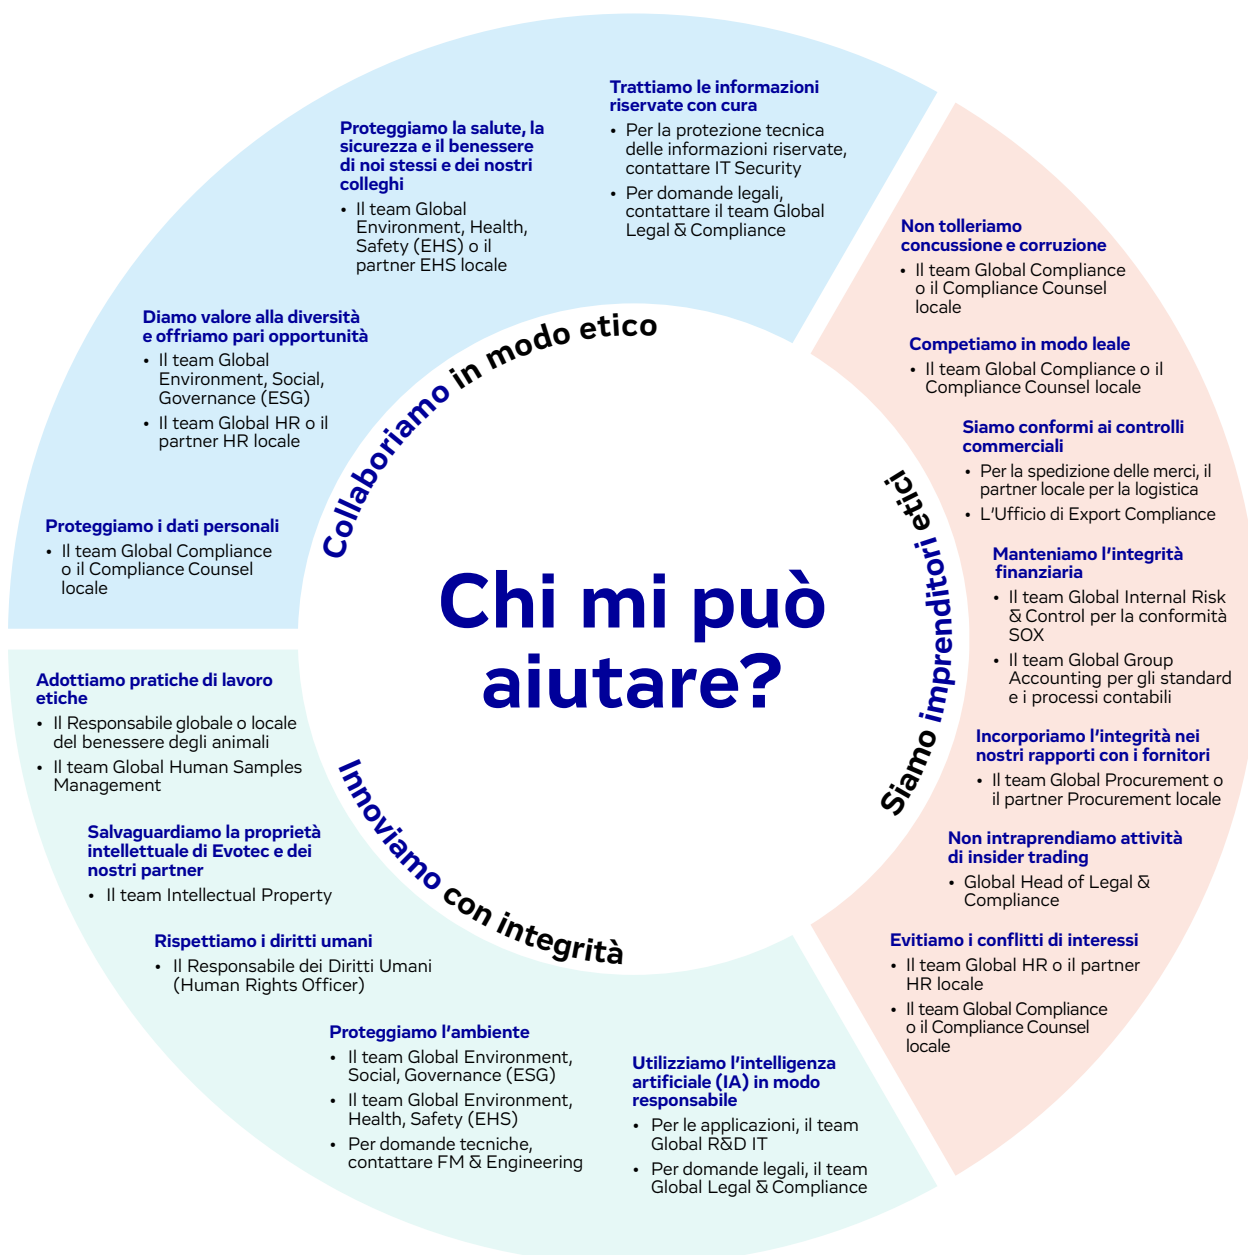 Chi mi può
aiutare?
Collaboriamo in modo etico
Proteggiamo i dati personali
• Il team Global Compliance
o il Compliance Counsel
locale
Diamo valore alla diversità
e offriamo pari opportunità
• Il team Global
Environment, Social,
Governance (ESG)
• Il team Global HR o il
partner HR locale
Proteggiamo la salute, la
sicurezza e il benessere
di noi stessi e dei nostri
colleghi
• Il team Global
Environment, Health,
Safety (EHS) o il
partner EHS locale
Trattiamo le informazioni
riservate con cura
• Per la protezione tecnica
delle informazioni riservate,
contattare IT Security
• Per domande legali,
contattare il team Global
Legal & Compliance
Siamo imprenditori etici
Non tolleriamo
concussione e corruzione
• Il team Global Compliance
o il Compliance Counsel
locale
Competiamo in modo leale
• Il team Global Compliance o il
Compliance Counsel locale
Siamo conformi ai controlli
commerciali
• Per la spedizione delle merci, il
partner locale per la logistica
• L'Ufficio di Export Compliance
Manteniamo l'integrità
finanziaria
• Il team Global Internal Risk
& Control per la conformità
SOX
• Il team Global Group
Accounting per gli standard
e i processi contabili
Incorporiamo l'integrità nei
nostri rapporti con i fornitori
• Il team Global Procurement o
il partner Procurement locale
Non intraprendiamo attività
di insider trading
• Global Head of Legal &
Compliance
Evitiamo i conflitti di interessi
• Il team Global HR o il partner
HR locale
• Il team Global Compliance
o il Compliance Counsel
locale
Innoviamo con integrità
Adottiamo pratiche di lavoro
etiche
• Il Responsabile globale o locale
del benessere degli animali
• Il team Global Human Samples
Management
Salvaguardiamo la proprietà
intellettuale di Evotec e dei
nostri partner
• Il team Intellectual Property
Rispettiamo i diritti umani
• Il Responsabile dei Diritti Umani
(Human Rights Officer)
Proteggiamo l'ambiente
• Il team Global Environment,
Social, Governance (ESG)
• Il team Global Environment,
Health, Safety (EHS)
• Per domande tecniche,
contattare FM & Engineering
Utilizziamo l'intelligenza
artificiale (IA) in modo
responsabile
• Per le applicazioni, il team
Global R&D IT
• Per domande legali, il team
Global Legal & Compliance